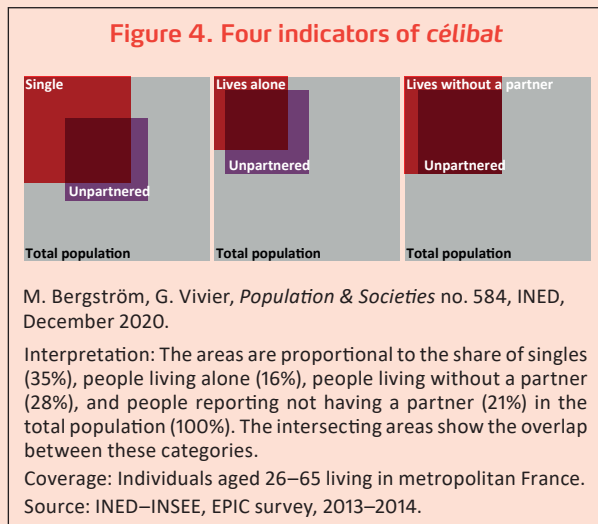 Figure 4. Four indicators of célibat
Single
Unpartnered
Total population
Lives alone
Unpartnered
Total population
Lives without a partner
Unpartnered
Total population
M. Bergström, G. Vivier, Population & Societies no. 584, INED,
December 2020.
Interpretation: The areas are proportional to the share of singles
(35%), people living alone (16%), people living without a partner
(28%), and people reporting not having a partner (21%) in the
total population (100%). The intersecting areas show the overlap
between these categories.
Coverage: Individuals aged 26–65 living in metropolitan France.
Source: INED–INSEE, EPIC survey, 2013–2014.